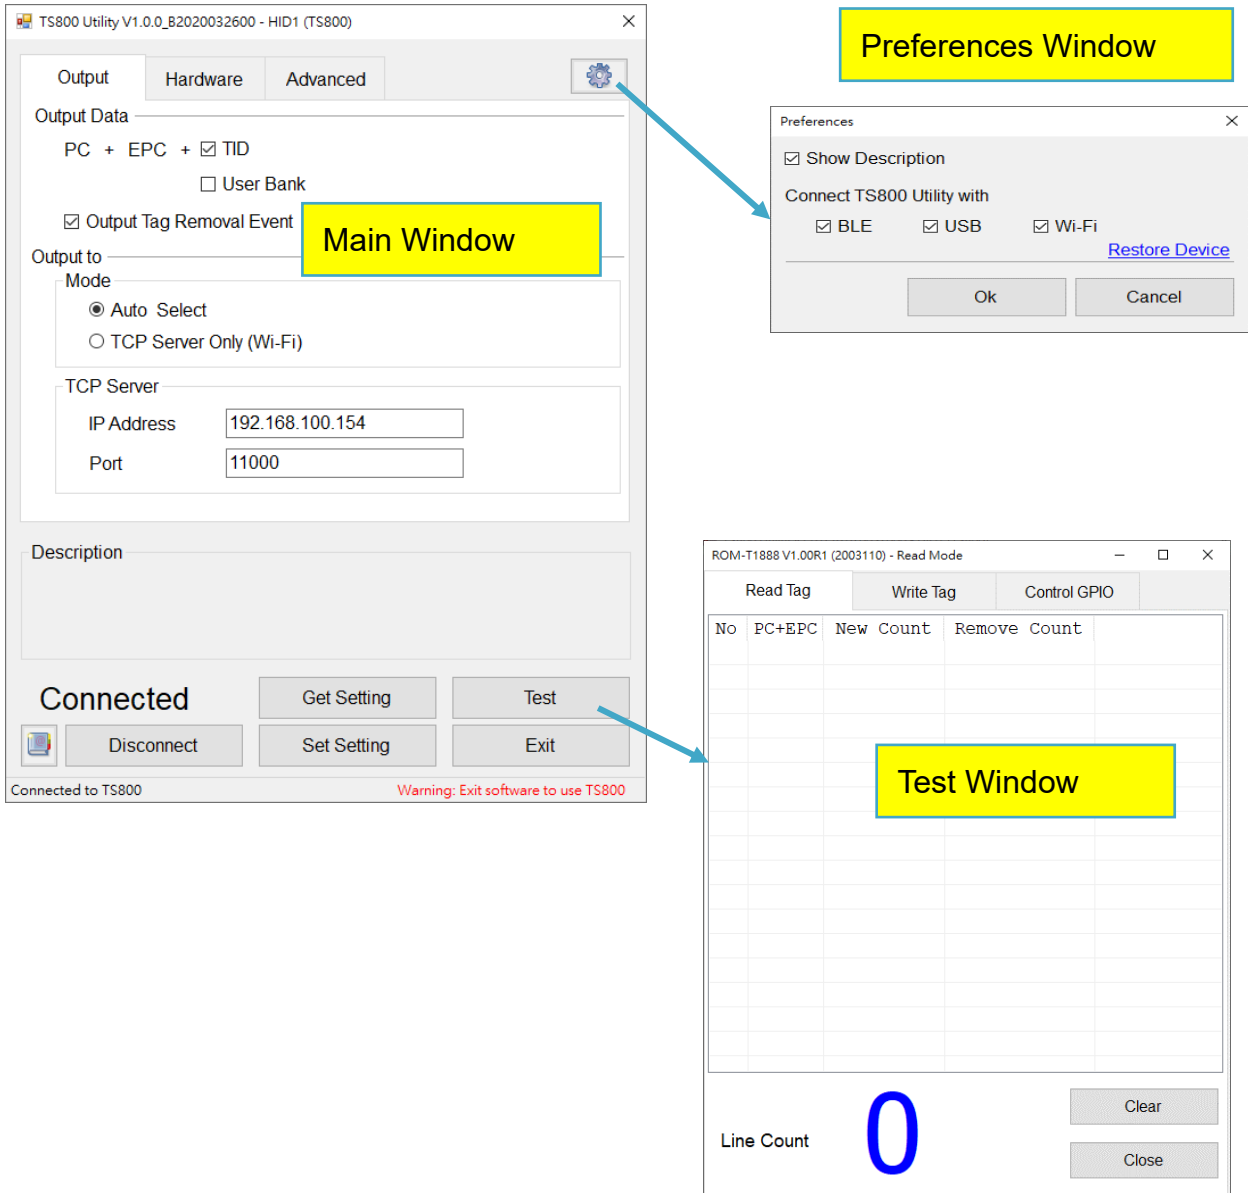 TS800 Utility V1.0.0_B2020032600 - HID1 (TS800)
Output Hardware Advanced
Output Data
PC + EPC + TID
User Bank
Output Tag Removal Event
Main Window
Output to
Mode
Auto Select
TCP Server Only (Wi-Fi)
TCP Server
IP Address 192.168.100.154
Port 11000
Description
Connected Get Setting Test
Disconnect Set Setting Exit
Connected to TS800 Warning: Exit software to use TS800
Preferences Window
Preferences
Show Description
Connect TS800 Utility with
BLE USB Wi-Fi
Restore Device
Ok Cancel
ROM-T1888 V1.00R1 (2003110) - Read Mode
Read Tag Write Tag Control GPIO
No PC+EPC New Count Remove Count
Test Window
Line Count 0
Clear
Close